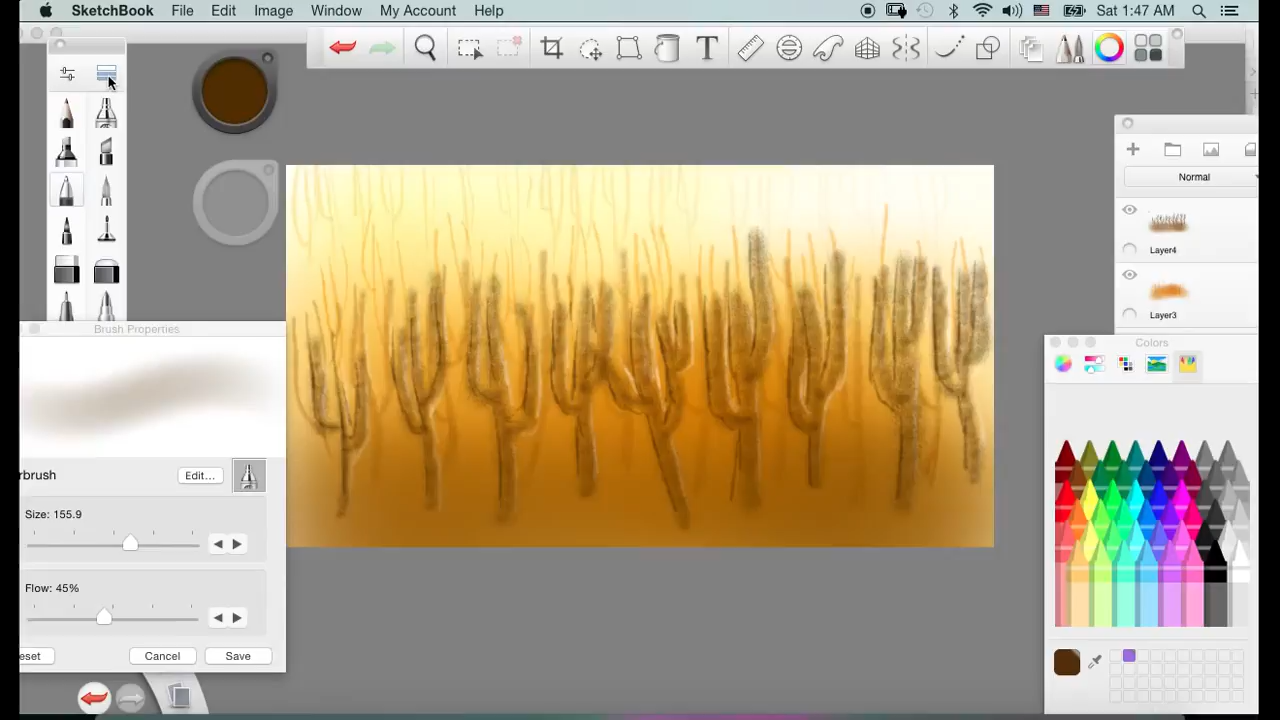 SketchBook File Edit Image Window My Account Help Sat 1:47 AM
T
Normal
Layer4
Layer3
Brush Properties
rbrush Edit...
Size: 155.9
Flow: 45%
eset Cancel Save
Colors